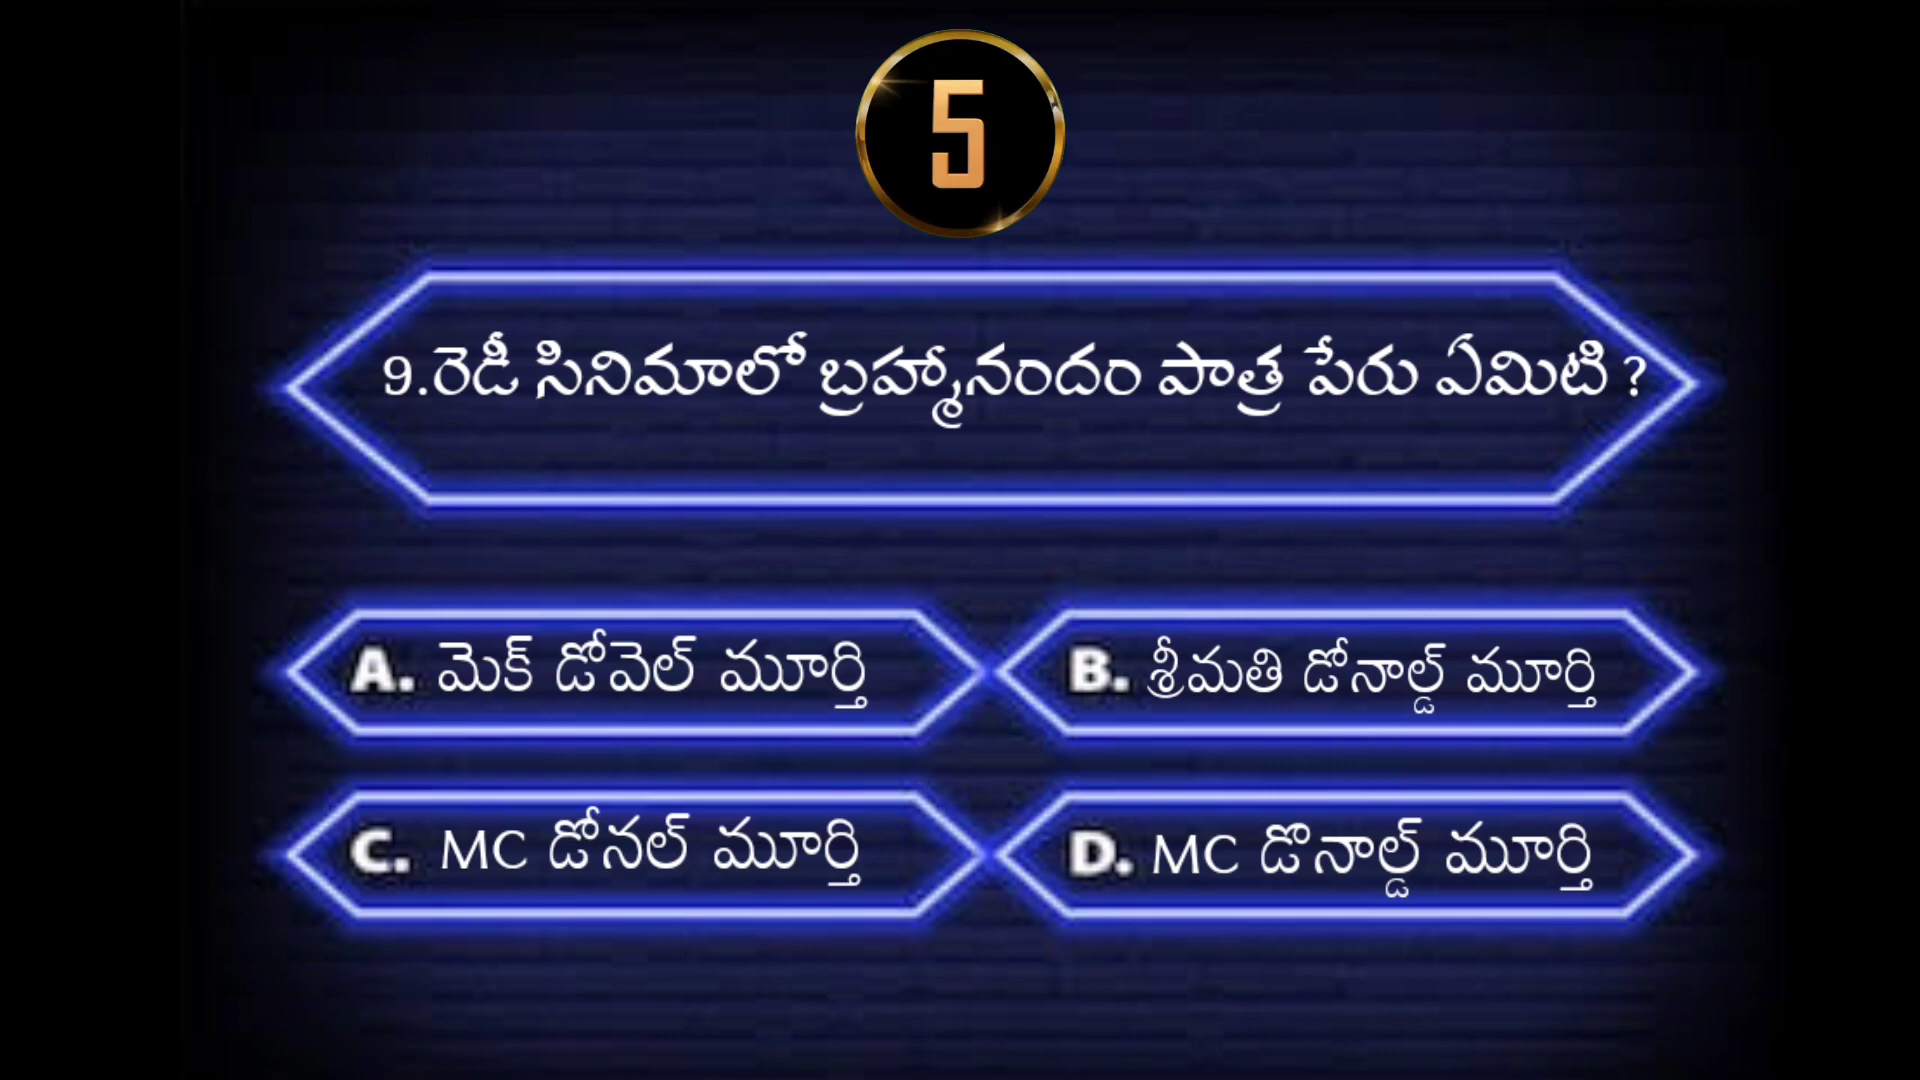 5
9.రెడీ సినిమాలో బ్రహ్మానందం పాత్ర పేరు ఏమిటి ?
A. మెక్ డోవెల్ మూర్తి
B. శ్రీమతి డోనాల్డ్ మూర్తి
C. MC డోనల్ మూర్తి
D. MC డొనాల్డ్ మూర్తి